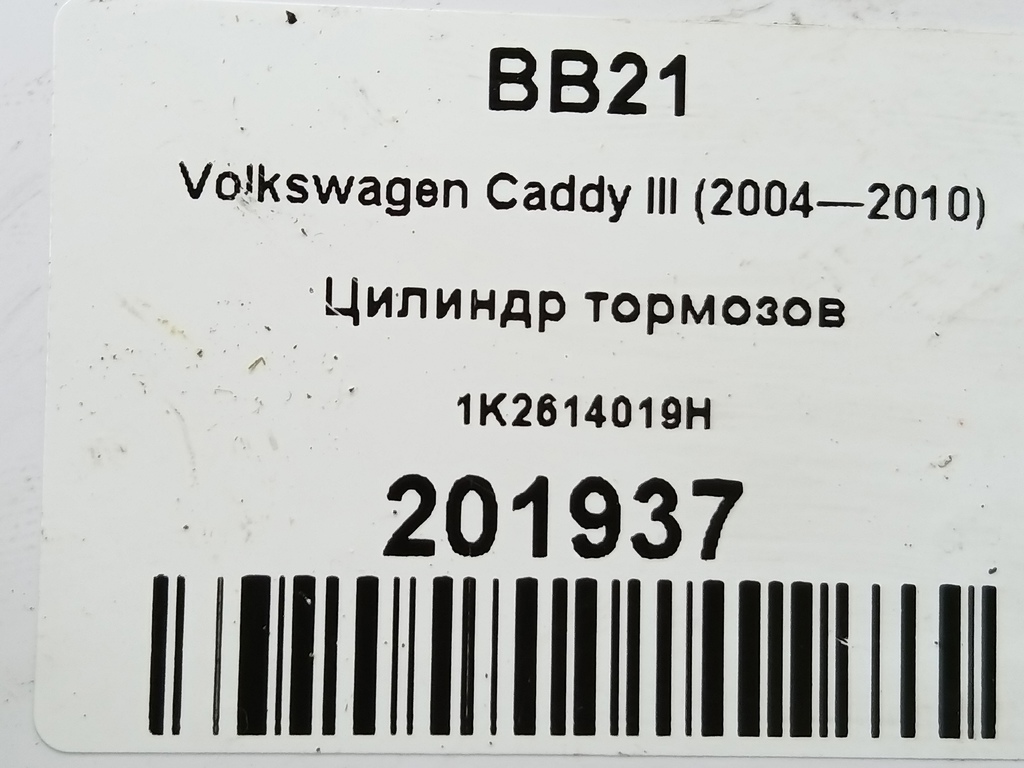 BB21
Volkswagen Caddy III (2004—2010)
Цилиндр тормозов
1K2614019H
201937